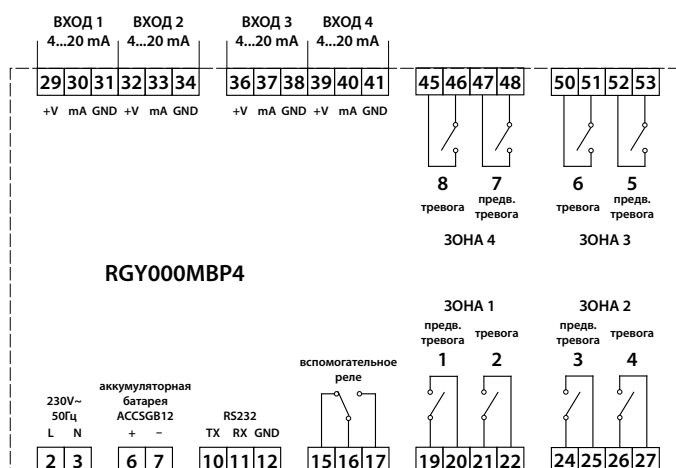 ВХОД 1 ВХОД 2 ВХОД 3 ВХОД 4
4...20 mA 4...20 mA 4...20 mA 4...20 mA
29 30 31 32 33 34 36 37 38 39 40 41 45 46 47 48 50 51 52 53
+V mA GND +V mA GND +V mA GND +V mA GND
8 7 6 5
тревога предв. тревога тревога предв. тревога
ЗОНА 4 ЗОНА 3
RGY000MBP4
ЗОНА 1 ЗОНА 2
предв. тревога тревога предв. тревога тревога
1 2 3 4
вспомогательное
реле
230V~
50Гц
L N
аккумуляторная
батарея
ACCSGB12
+ –
RS232
TX RX GND
2 3 6 7 10 11 12 15 16 17 19 20 21 22 24 25 26 27